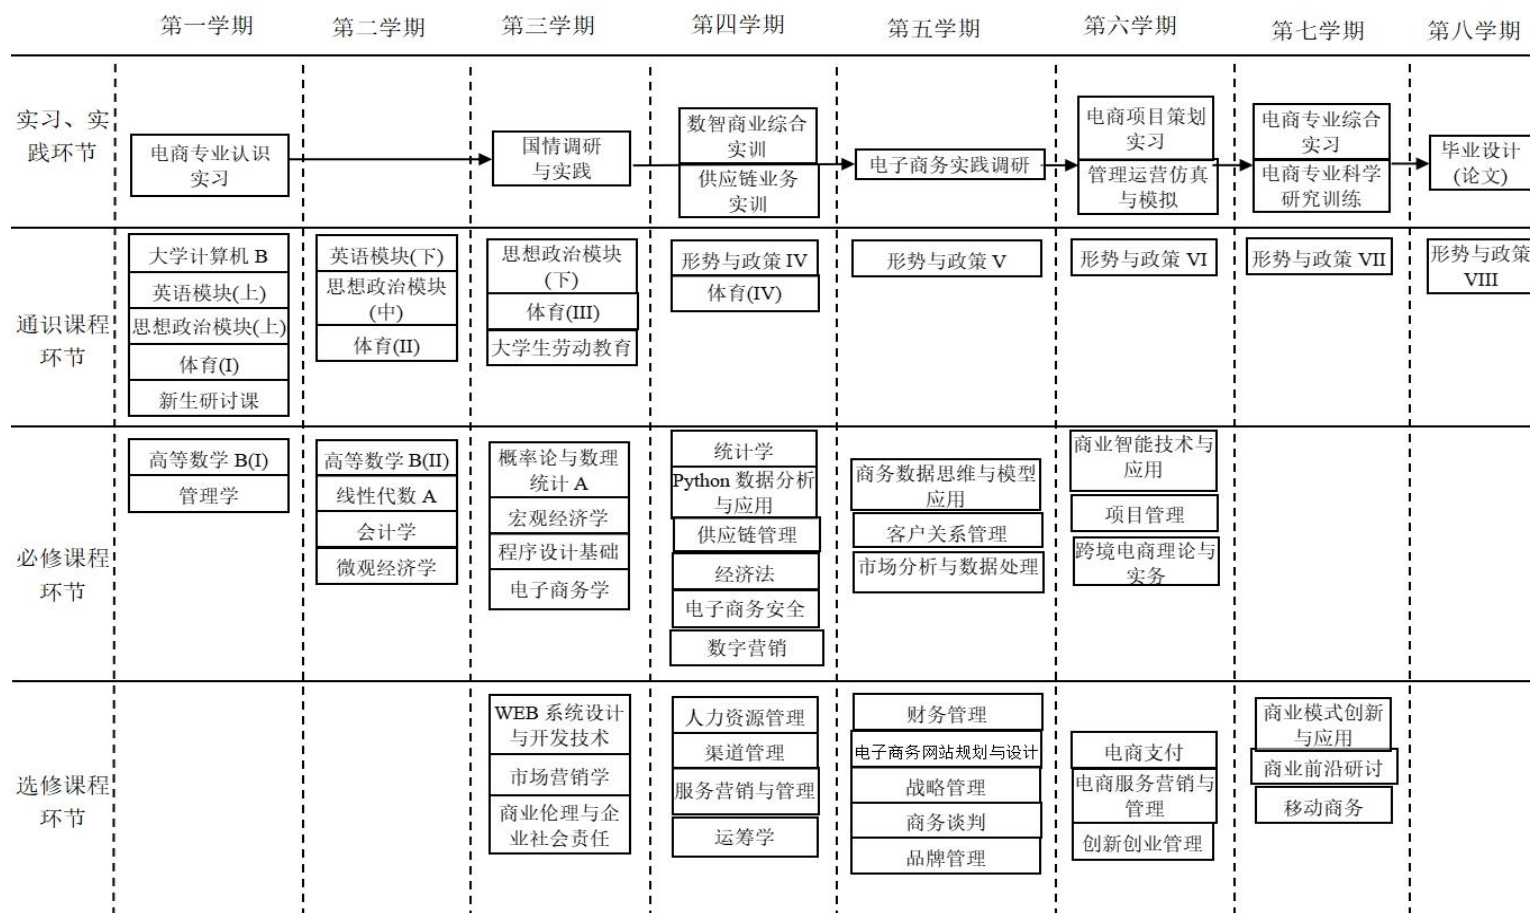 第一学期
第二学期
第三学期
第四学期
第五学期
第六学期
第七学期
第八学期
实习、实
践环节
电商专业认识
实习
国情调研
与实践
数智商业综合
实训
供应链业务
实训
电子商务实践调研
电商项目策划
实习
管理运营仿真
与模拟
电商专业综合
实习
电商专业科学
研究训练
毕业设计
(论文)
通识课程
环节
大学计算机 B
英语模块(上)
思想政治模块(上)
体育(I)
新生研讨课
英语模块(下)
思想政治模块
(中)
体育(II)
思想政治模块
(下)
体育(III)
大学生劳动教育
形势与政策 IV
体育(IV)
形势与政策 V
形势与政策 VI
形势与政策 VII
形势与政策
VIII
必修课程
环节
高等数学 B(I)
管理学
高等数学 B(II)
线性代数 A
会计学
微观经济学
概率论与数理
统计 A
宏观经济学
程序设计基础
电子商务学
统计学
Python 数据分析
与应用
供应链管理
经济法
电子商务安全
数字营销
商务数据思维与模型
应用
客户关系管理
市场分析与数据处理
商业智能技术与
应用
项目管理
跨境电商理论与
实务
选修课程
环节
WEB 系统设计
与开发技术
市场营销学
商业伦理与企
业社会责任
人力资源管理
渠道管理
服务营销与管理
运筹学
财务管理
电子商务网站规划与设计
战略管理
商务谈判
品牌管理
电商支付
电商服务营销与
管理
创新创业管理
商业模式创新
与应用
商业前沿研讨
移动商务